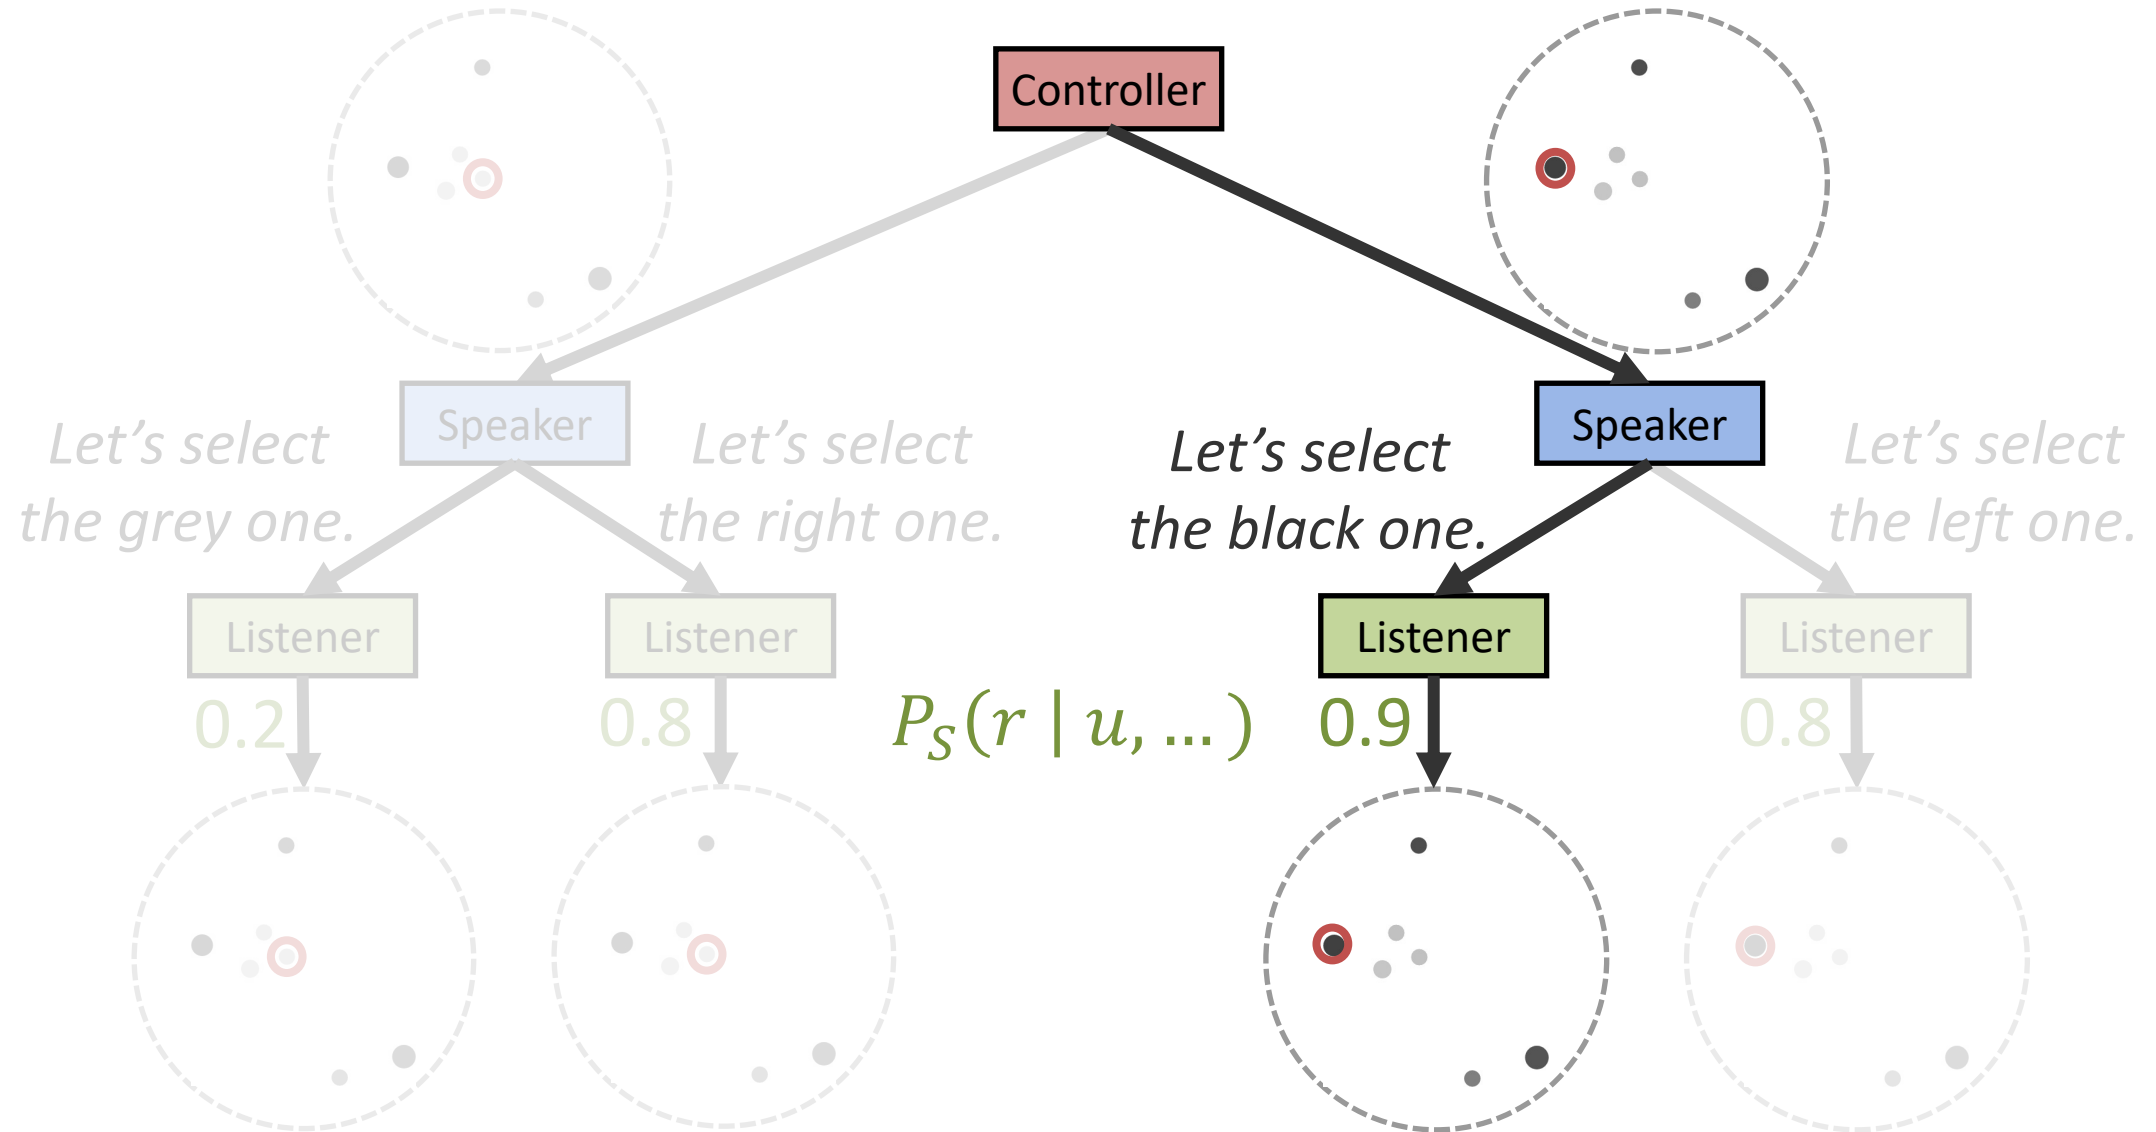 Controller
Speaker
Speaker
Let's select
the grey one.
Let's select
the right one.
Let's select
the black one.
Let's select
the left one.
Listener
Listener
Listener
Listener
0.2
0.8
P_S(r | u, … )
0.9
0.8